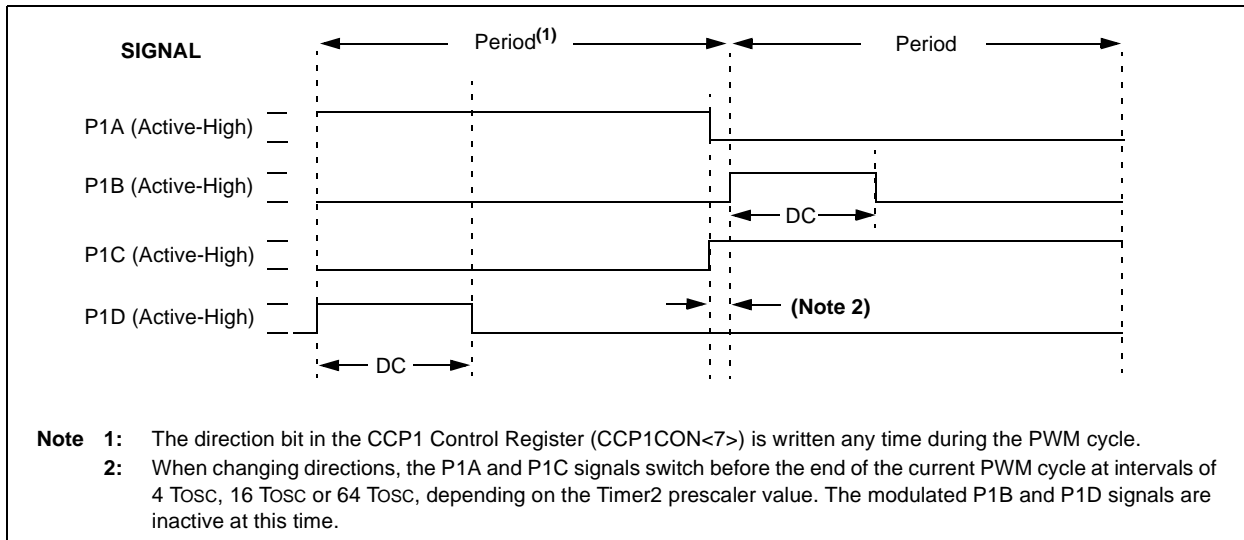 SIGNAL
Period(1)
Period
P1A (Active-High)
P1B (Active-High)
DC
P1C (Active-High)
P1D (Active-High)
(Note 2)
DC
Note 1: The direction bit in the CCP1 Control Register (CCP1CON<7>) is written any time during the PWM cycle.
2: When changing directions, the P1A and P1C signals switch before the end of the current PWM cycle at intervals of
4 TOSC, 16 TOSC or 64 TOSC, depending on the Timer2 prescaler value. The modulated P1B and P1D signals are
inactive at this time.